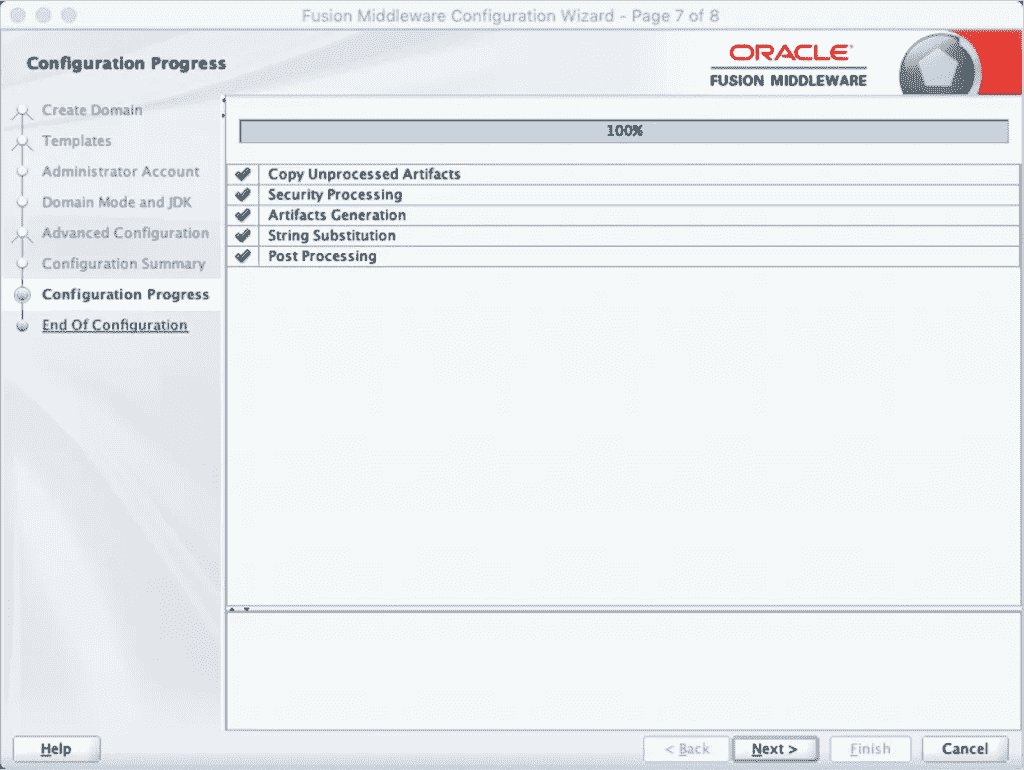 Fusion Middleware Configuration Wizard - Page 7 of 8
Configuration Progress
ORACLE
FUSION MIDDLEWARE
Create Domain
Templates
Administrator Account
Domain Mode and JDK
Advanced Configuration
Configuration Summary
Configuration Progress
End Of Configuration
100%
Copy Unprocessed Artifacts
Security Processing
Artifacts Generation
String Substitution
Post Processing
Help
< Back
Next >
Finish
Cancel